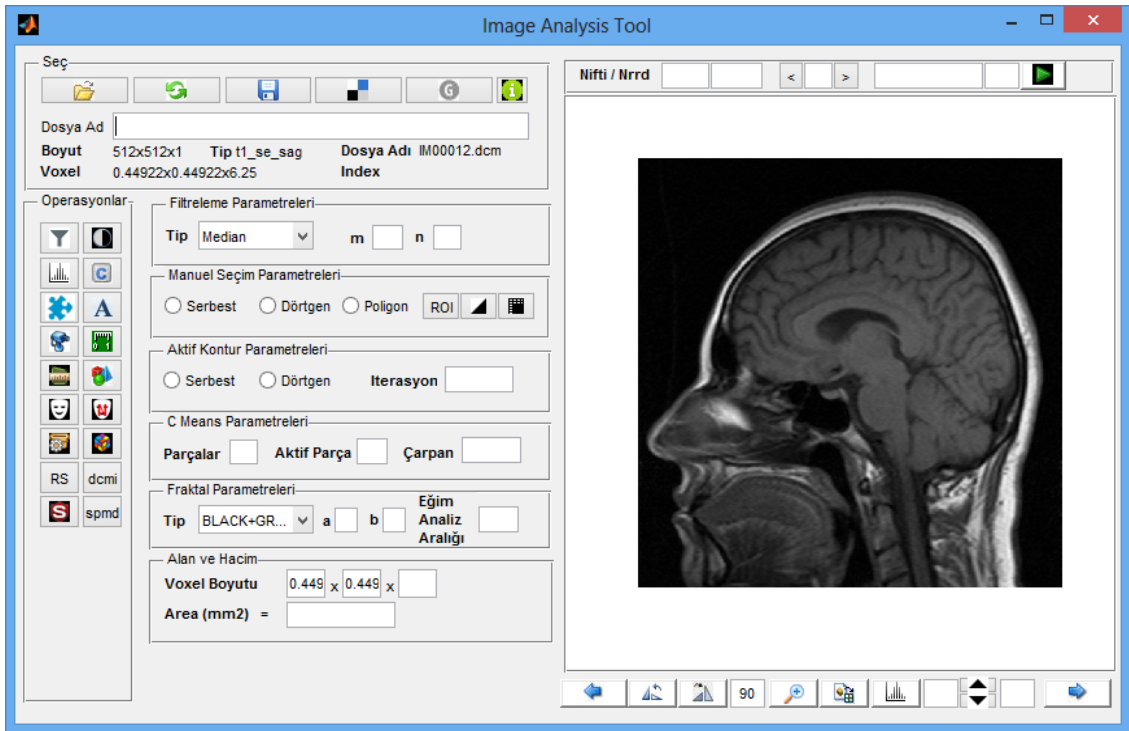 Image Analysis Tool
Seç
G
i
Dosya Ad
Boyut 512x512x1 Tip t1_se_sag Dosya Adı IM00012.dcm
Voxel 0.44922x0.44922x6.25 Index
Nifti / Nrrd < >
Operasyonlar
C
A
0 1
RS dcmi
S spmd
Filtreleme Parametreleri
Tip Median m n
Manuel Seçim Parametreleri
Serbest Dörtgen Poligon ROI
Aktif Kontur Parametreleri
Serbest Dörtgen Iterasyon
C Means Parametreleri
Parçalar Aktif Parça Çarpan
Fraktal Parametreleri
Tip BLACK+GR... a b Eğim
Analiz
Aralığı
Alan ve Hacim
Voxel Boyutu 0.449 x 0.449 x
Area (mm2) =
90